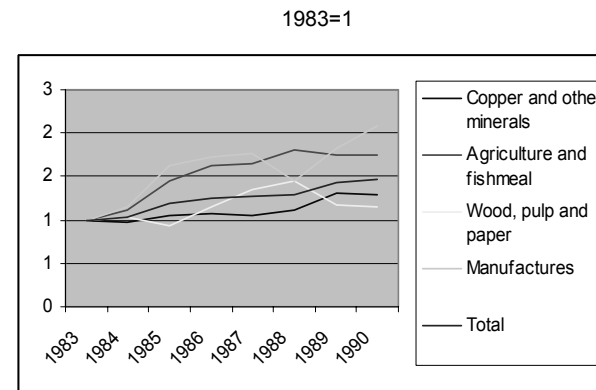 1983=1
3
2
2
1
1
0
1983
1984
1985
1986
1987
1988
1989
1990
Copper and othe
minerals
Agriculture and
fishmeal
Wood, pulp and
paper
Manufactures
Total